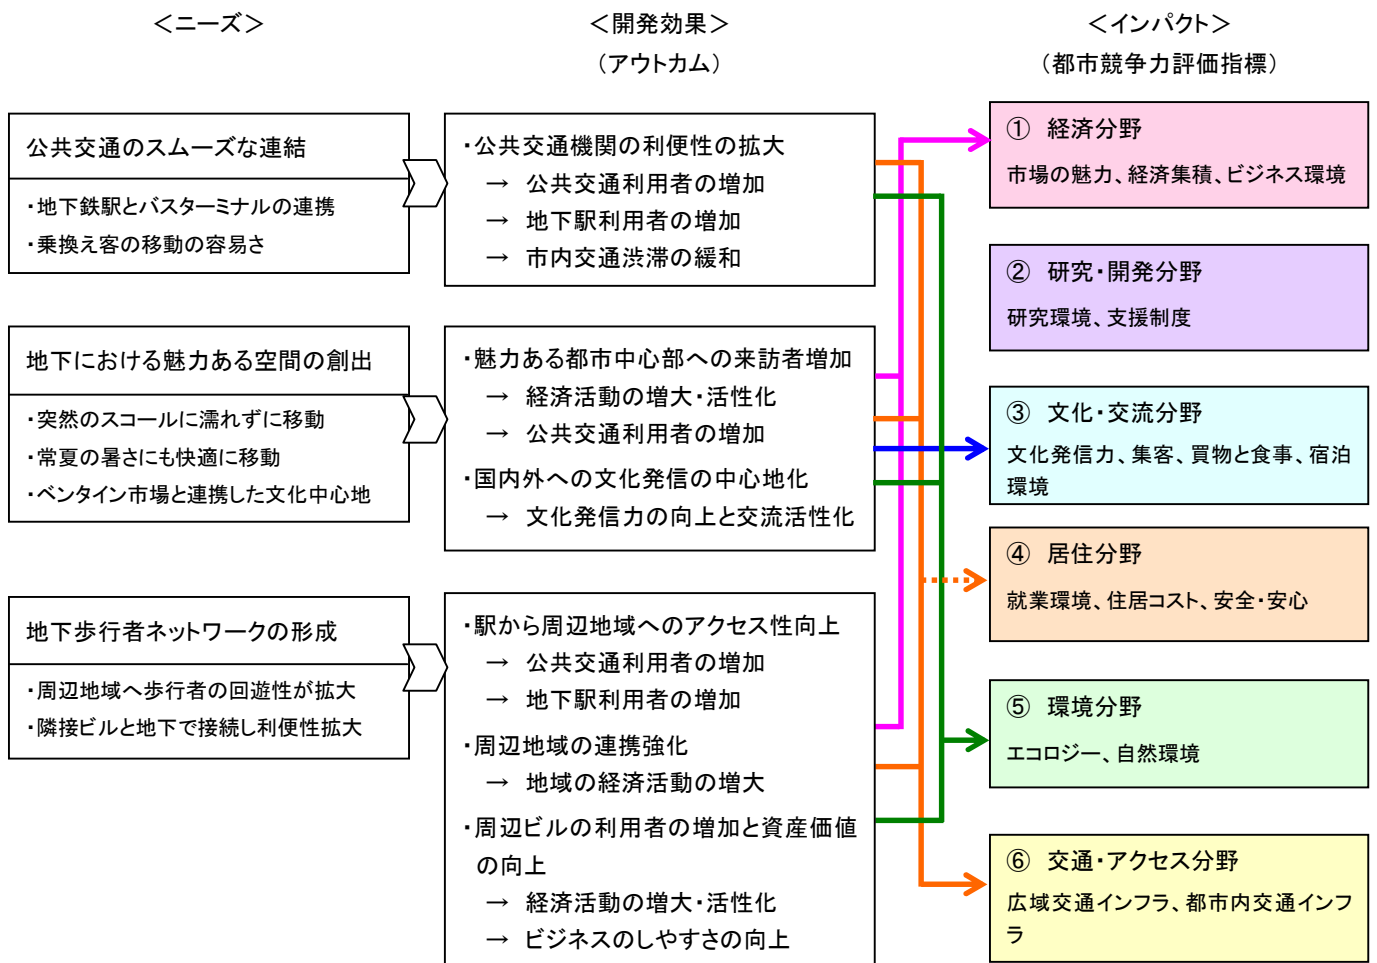 ＜ニーズ＞
＜開発効果＞
（アウトカム）
＜インパクト＞
（都市競争力評価指標）
公共交通のスムーズな連結
・地下鉄駅とバスターミナルの連携
・乗換え客の移動の容易さ
地下における魅力ある空間の創出
・突然のスコールに濡れずに移動
・常夏の暑さにも快適に移動
・ベンタイン市場と連携した文化中心地
地下歩行者ネットワークの形成
・周辺地域へ歩行者の回遊性が拡大
・隣接ビルと地下で接続し利便性拡大
・公共交通機関の利便性の拡大
→ 公共交通利用者の増加
→ 地下駅利用者の増加
→ 市内交通渋滞の緩和
・魅力ある都市中心部への来訪者増加
→ 経済活動の増大・活性化
→ 公共交通利用者の増加
・国内外への文化発信の中心地化
→ 文化発信力の向上と交流活性化
・駅から周辺地域へのアクセス性向上
→ 公共交通利用者の増加
→ 地下駅利用者の増加
・周辺地域の連携強化
→ 地域の経済活動の増大
・周辺ビルの利用者の増加と資産価値
の向上
→ 経済活動の増大・活性化
→ ビジネスのしやすさの向上
① 経済分野
市場の魅力、経済集積、ビジネス環境
② 研究・開発分野
研究環境、支援制度
③ 文化・交流分野
文化発信力、集客、買物と食事、宿泊
環境
④ 居住分野
就業環境、住居コスト、安全・安心
⑤ 環境分野
エコロジー、自然環境
⑥ 交通・アクセス分野
広域交通インフラ、都市内交通インフ
ラ